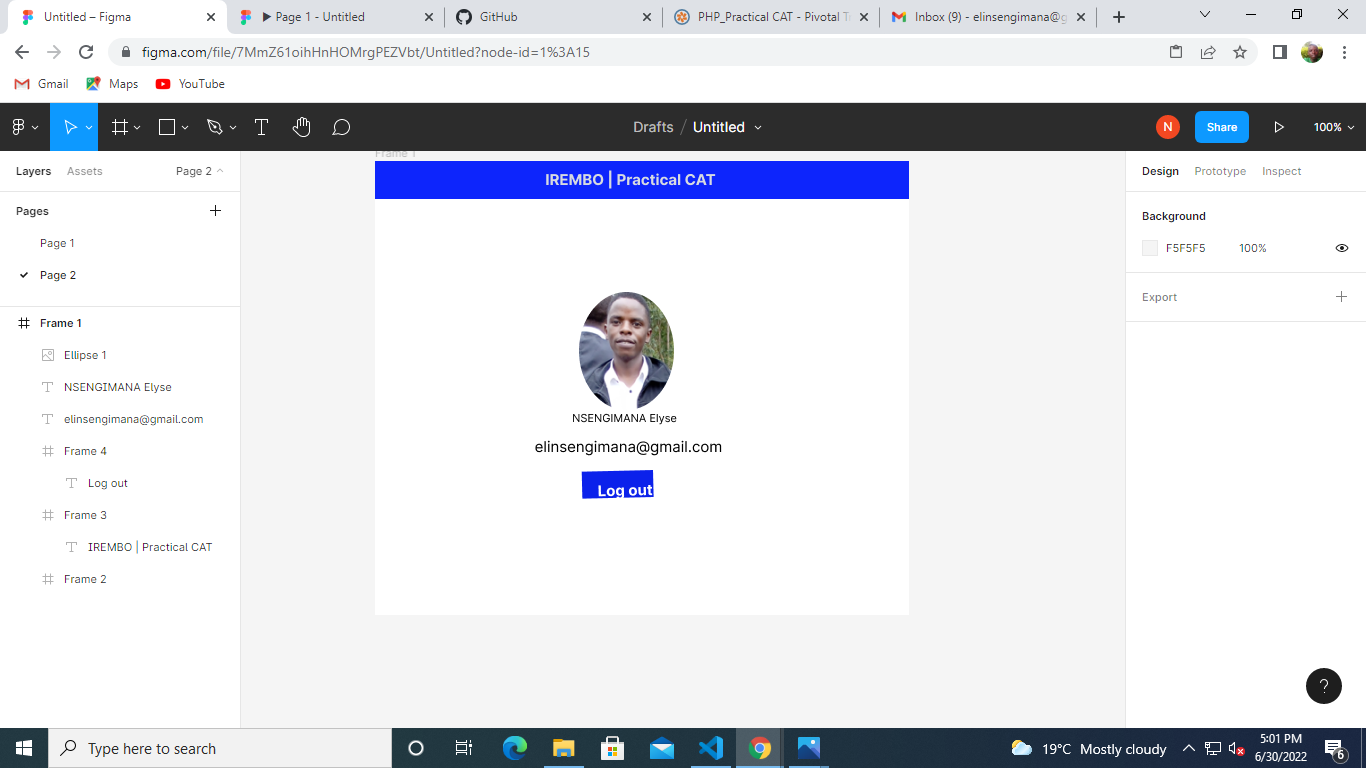 Untitled – Figma
▶ Page 1 - Untitled
GitHub
PHP_Practical CAT - Pivotal T
Inbox (9) - elinsengimana@g
figma.com/file/7MmZ61oihHnHOMrgPEZVbt/Untitled?node-id=1%3A15
Gmail Maps YouTube
Drafts / Untitled
N
Share
100%
Layers Assets Page 2
Pages
Page 1
Page 2
Frame 1
Ellipse 1
NSENGIMANA Elyse
elinsengimana@gmail.com
Frame 4
Log out
Frame 3
IREMBO | Practical CAT
Frame 2
Frame 1
IREMBO | Practical CAT
NSENGIMANA Elyse
elinsengimana@gmail.com
Log out
Design Prototype Inspect
Background
F5F5F5 100%
Export
?
Type here to search
19°C Mostly cloudy
5:01 PM
6/30/2022
6